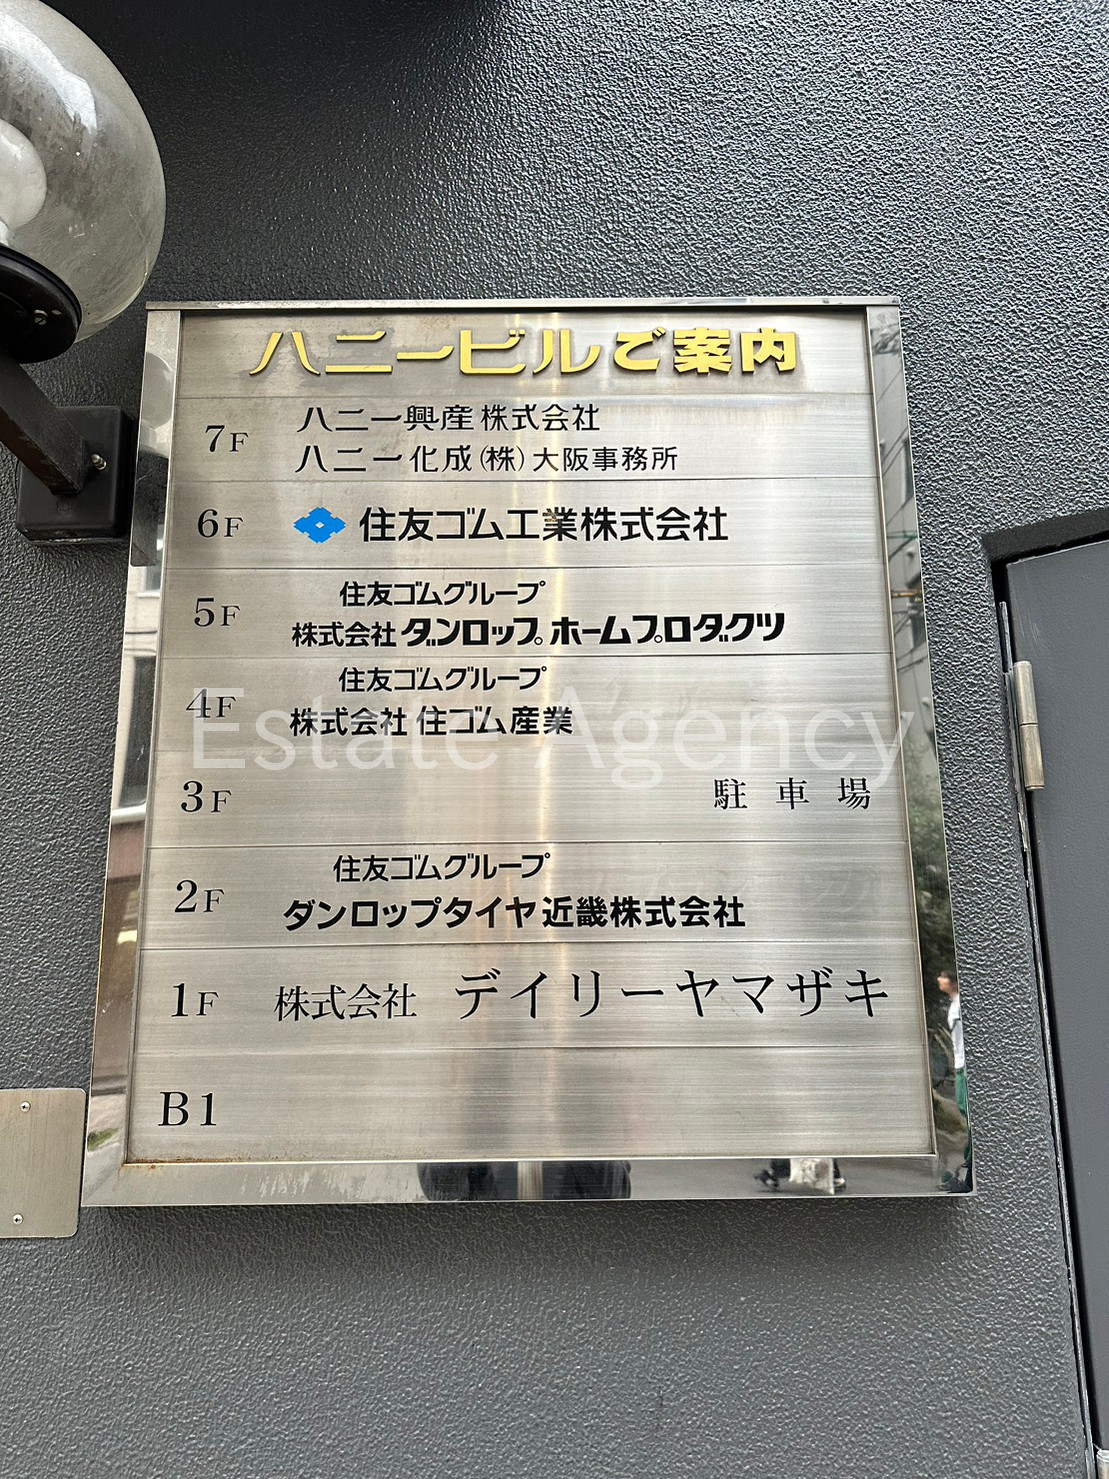 ハニービルご案内
7F ハニー興産株式会社
ハニー化成(株)大阪事務所
6F 住友ゴム工業株式会社
住友ゴムグループ
5F 株式会社ダンロップホームプロダクツ
住友ゴムグループ
4F 株式会社住ゴム産業
Estate Agency
3F 駐車場
住友ゴムグループ
2F ダンロップタイヤ近畿株式会社
1F 株式会社 デイリーヤマザキ
B1